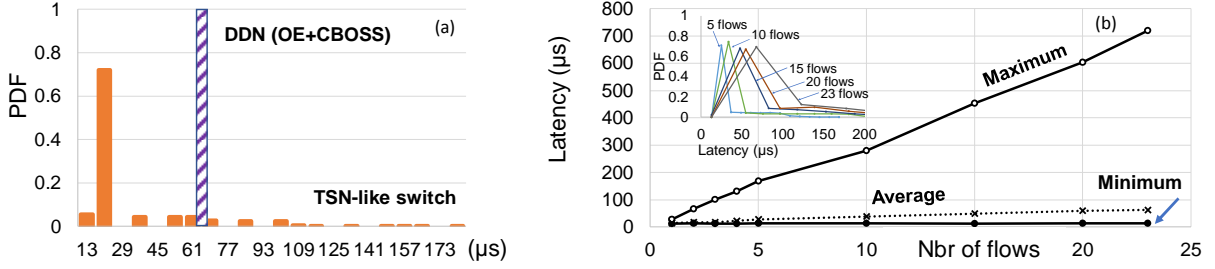 (a)
DDN (OE+CBOSS)
TSN-like switch
PDF
1
0.8
0.6
0.4
0.2
0
13 29 45 61 77 93 109 125 141 157 173 (µs)
(b)
Latency (µs)
800
700
600
500
400
300
200
100
0
0 5 10 15 20 25
Nbr of flows
Maximum
Average
Minimum
PDF
1
0.8
0.6
0.4
0.2
0
0 50 100 150 200
Latency (µs)
5 flows
10 flows
15 flows
20 flows
23 flows